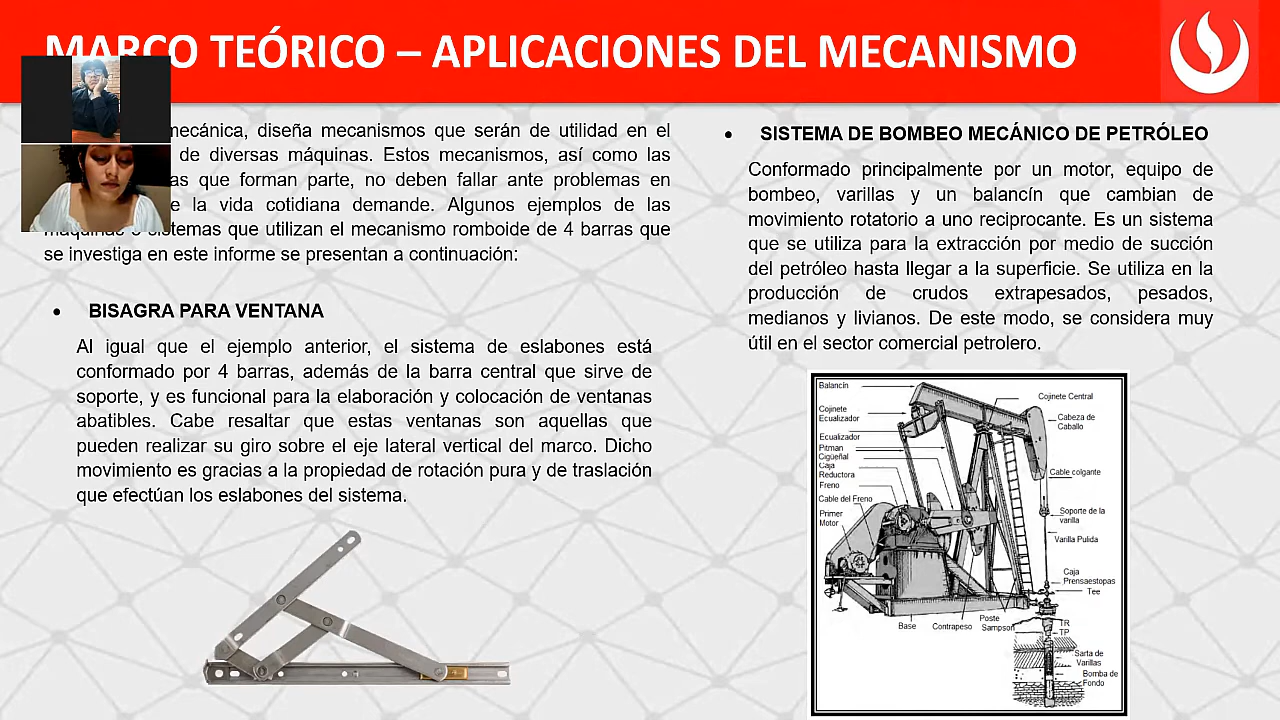 MARCO TEÓRICO – APLICACIONES DEL MECANISMO
mecánica, diseña mecanismos que serán de utilidad en el
de diversas máquinas. Estos mecanismos, así como las
que forman parte, no deben fallar ante problemas en
la vida cotidiana demande. Algunos ejemplos de las
sistemas que utilizan el mecanismo romboide de 4 barras que
se investiga en este informe se presentan a continuación:
• BISAGRA PARA VENTANA
Al igual que el ejemplo anterior, el sistema de eslabones está
conformado por 4 barras, además de la barra central que sirve de
soporte, y es funcional para la elaboración y colocación de ventanas
abatibles. Cabe resaltar que estas ventanas son aquellas que
pueden realizar su giro sobre el eje lateral vertical del marco. Dicho
movimiento es gracias a la propiedad de rotación pura y de traslación
que efectúan los eslabones del sistema.
• SISTEMA DE BOMBEO MECÁNICO DE PETRÓLEO
Conformado principalmente por un motor, equipo de
bombeo, varillas y un balancín que cambian de
movimiento rotatorio a uno reciprocante. Es un sistema
que se utiliza para la extracción por medio de succión
del petróleo hasta llegar a la superficie. Se utiliza en la
producción de crudos extrapesados, pesados,
medianos y livianos. De este modo, se considera muy
útil en el sector comercial petrolero.
Balancín
Cojinete
Ecualizador
Ecualizador
Pitman
Cigüeñal
Caja
Reductora
Freno
Cable del Freno
Primer
Motor
Cojinete Central
Cabeza de
Caballo
Cable colgante
Soporte de la
varilla
Varilla Pulida
Caja
Prensaestopas
Tee
Base
Contrapeso
Poste
Sampson
TR
TP
Sarta de
Varillas
Bomba de
Fondo